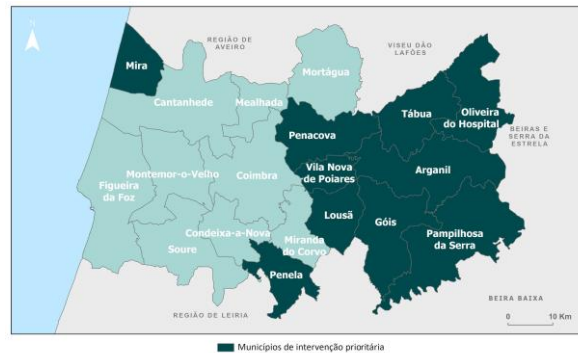 N
REGIÃO DE
AVEIRO
VISEU DÃO
LAFÕES
Mira
Mortágua
Cantanhede
Mealhada
Tábua
Oliveira
do Hospital
Penacova
BEIRAS E
SERRA DA
ESTRELA
Vila Nova
de Poiares
Arganil
Montemor-o-Velho
Coimbra
Figueira
da Foz
Lousã
Góis
Condeixa-a-Nova
Pampilhosa
da Serra
Soure
Miranda
do Corvo
Penela
REGIÃO DE LEIRIA
BEIRA BAIXA
0 10 Km
Municípios de intervenção prioritária